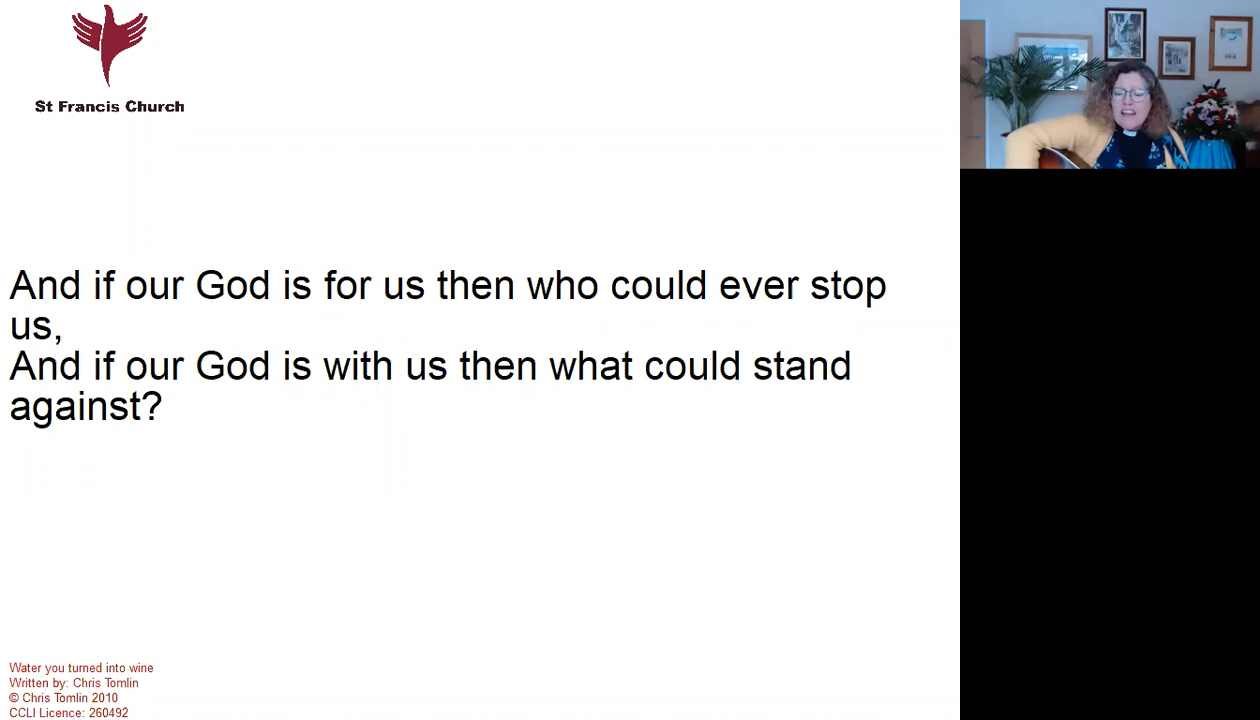 St Francis Church
And if our God is for us then who could ever stop
us,
And if our God is with us then what could stand
against?
Water you turned into wine
Written by: Chris Tomlin
© Chris Tomlin 2010
CCLI Licence: 260492